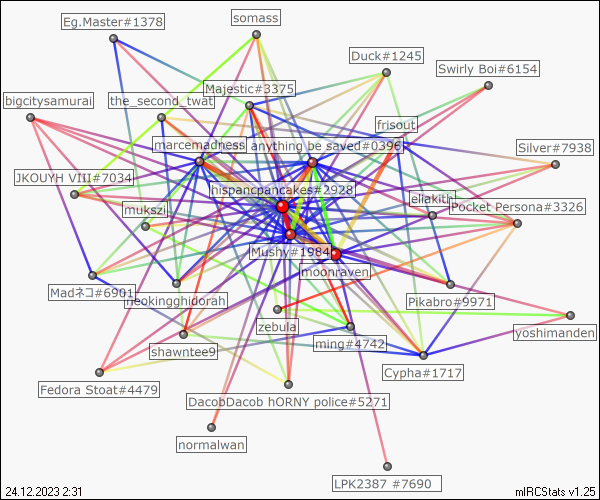 Eg.Master#1378
somass
Duck#1245
Swirly Boi#6154
Majestic#3375
bigcitysamurai
the_second_twat
frisout
marcemadness
anything be saved#0396
Silver#7938
JKOUYH VIII#7034
hispancpancakes#2928
eliakith
mukszi
Pocket Persona#3326
Mushy#1984
moonraven
Madネコ#6901
neokingghidorah
Pikabro#9971
zebula
yoshimanden
shawntee9
ming#4742
Cypha#1717
Fedora Stoat#4479
DacobDacob hORNY police#5271
normalwan
LPK2387 #7690
24.12.2023 2:31
mIRCStats v1.25